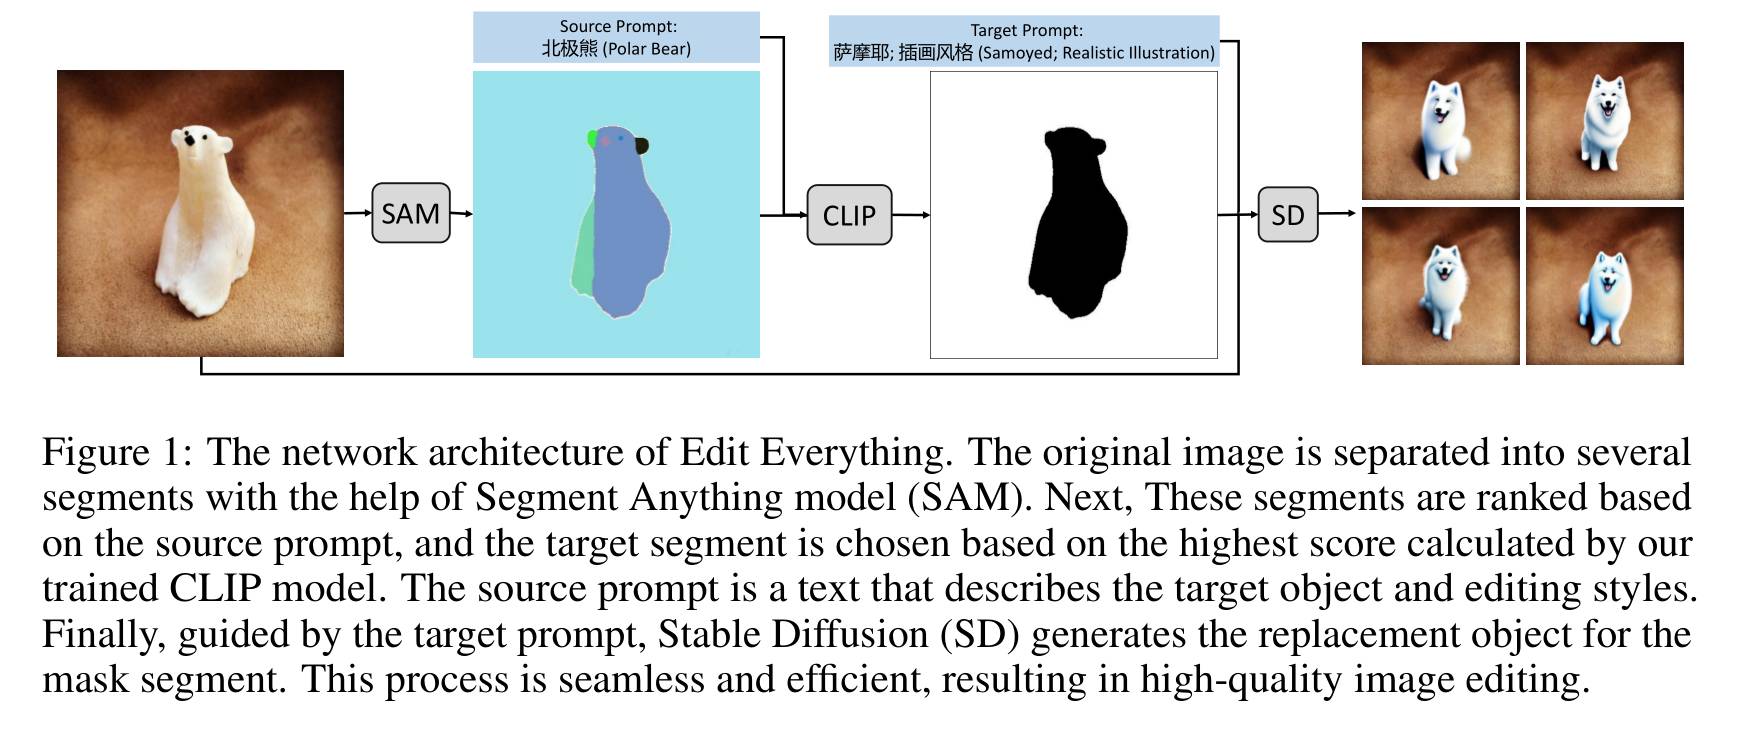 Source Prompt:
北极熊 (Polar Bear)
Target Prompt:
萨摩耶; 插画风格 (Samoyed; Realistic Illustration)
SAM
CLIP
SD
Figure 1: The network architecture of Edit Everything. The original image is separated into several
segments with the help of Segment Anything model (SAM). Next, These segments are ranked based
on the source prompt, and the target segment is chosen based on the highest score calculated by our
trained CLIP model. The source prompt is a text that describes the target object and editing styles.
Finally, guided by the target prompt, Stable Diffusion (SD) generates the replacement object for the
mask segment. This process is seamless and efficient, resulting in high-quality image editing.